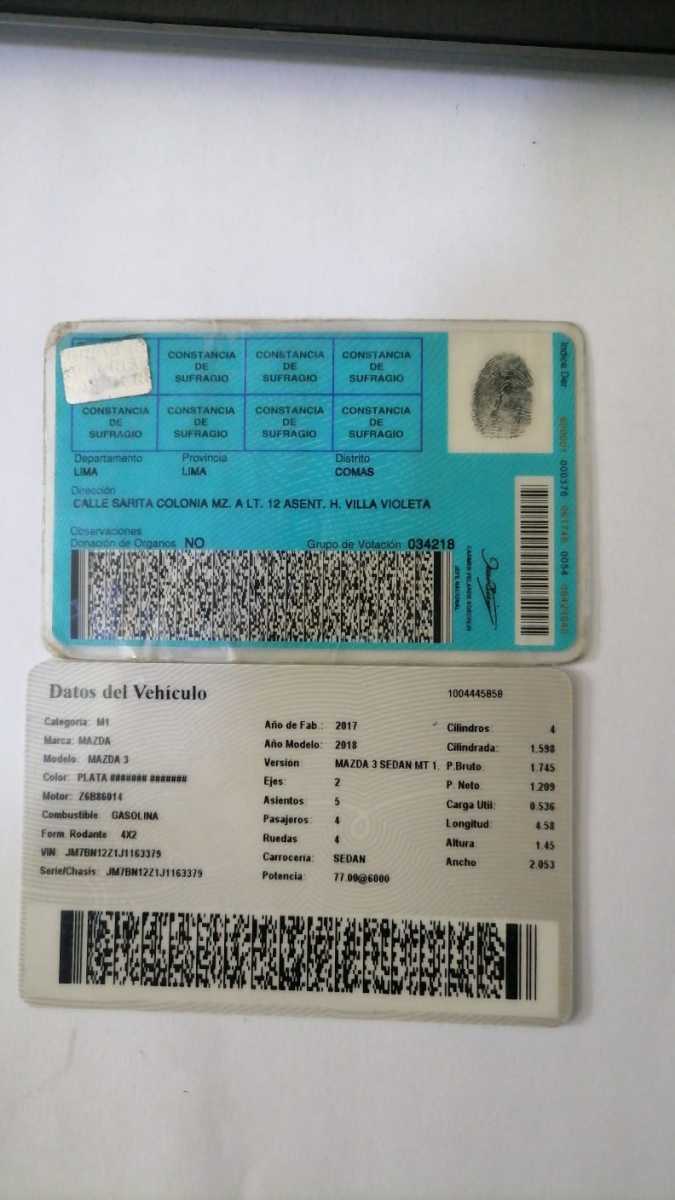 CONSTANCIA DE SUFRAGIO
CONSTANCIA DE SUFRAGIO
CONSTANCIA DE SUFRAGIO
CONSTANCIA DE SUFRAGIO
CONSTANCIA DE SUFRAGIO
CONSTANCIA DE SUFRAGIO
CONSTANCIA DE SUFRAGIO
Indice Der
Departamento Provincia Distrito
LIMA LIMA COMAS
Dirección
CALLE SARITA COLONIA MZ. A LT. 12 ASENT. H. VILLA VIOLETA
Observaciones
Donación de Organos NO Grupo de Votación 034218
JEFE NACIONAL
Datos del Vehículo 1004445858
Categoria: M1 Año de Fab.: 2017 Cilindros: 4
Marca: MAZDA Año Modelo: 2018 Cilindrada: 1.598
Modelo: MAZDA 3 Versión MAZDA 3 SEDAN MT 1. P.Bruto: 1.745
Color: PLATA ####### ####### Ejes: 2 P. Neto 1.209
Motor: Z6B86014 Asientos: 5 Carga Util: 0.536
Combustible: GASOLINA Pasajeros: 4 Longitud: 4.58
Form. Rodante 4X2 Ruedas 4 Altura: 1.45
VIN: JM7BN12Z1J1163379 Carrocería: SEDAN Ancho 2.053
Serie/Chasis: JM7BN12Z1J1163379 Potencia: 77.00@6000